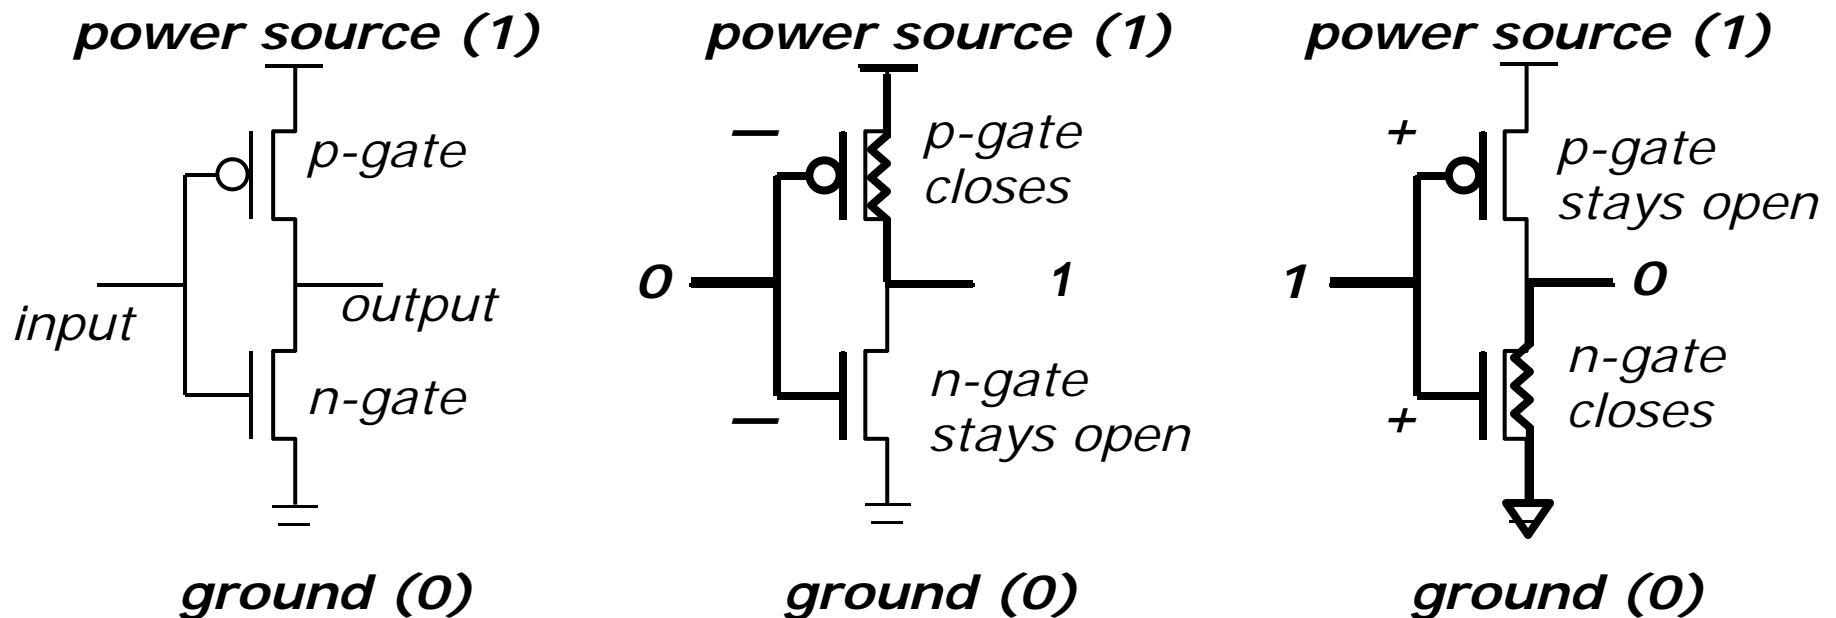 power source (1)
p-gate
input
output
n-gate
ground (0)
power source (1)
—
p-gate
closes
0
1
—
n-gate
stays open
ground (0)
power source (1)
+
p-gate
stays open
1
0
+
n-gate
closes
ground (0)